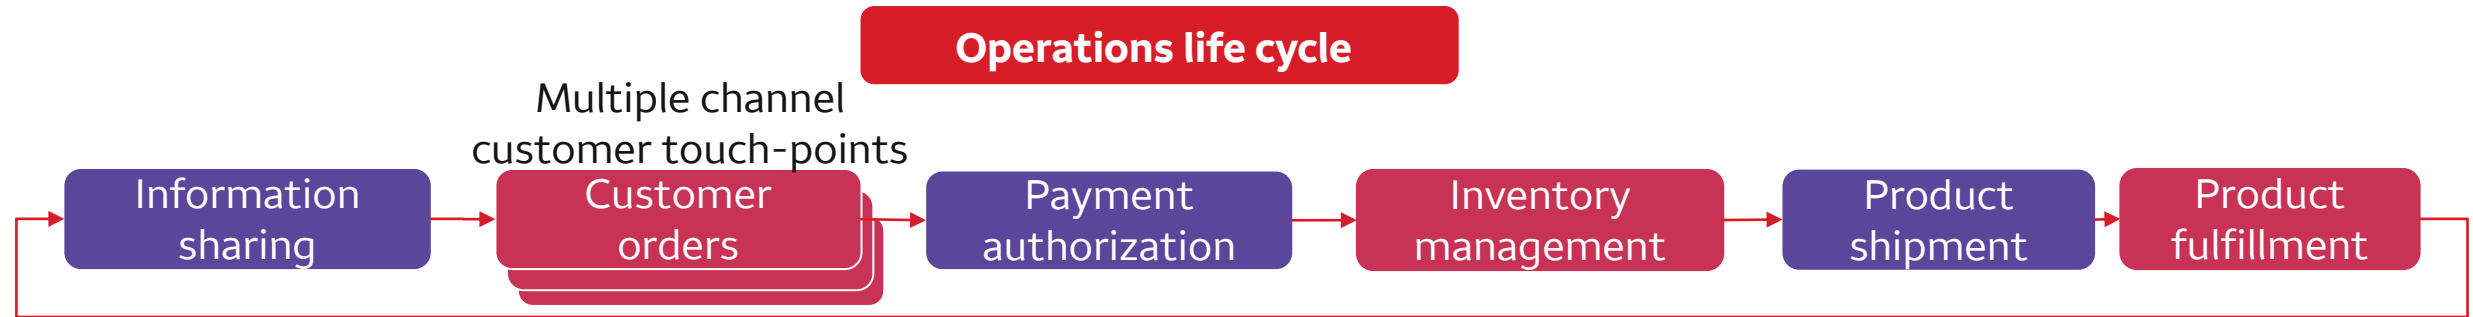 Operations life cycle
Multiple channel
customer touch-points
Information
sharing
Customer
orders
Payment
authorization
Inventory
management
Product
shipment
Product
fulfillment